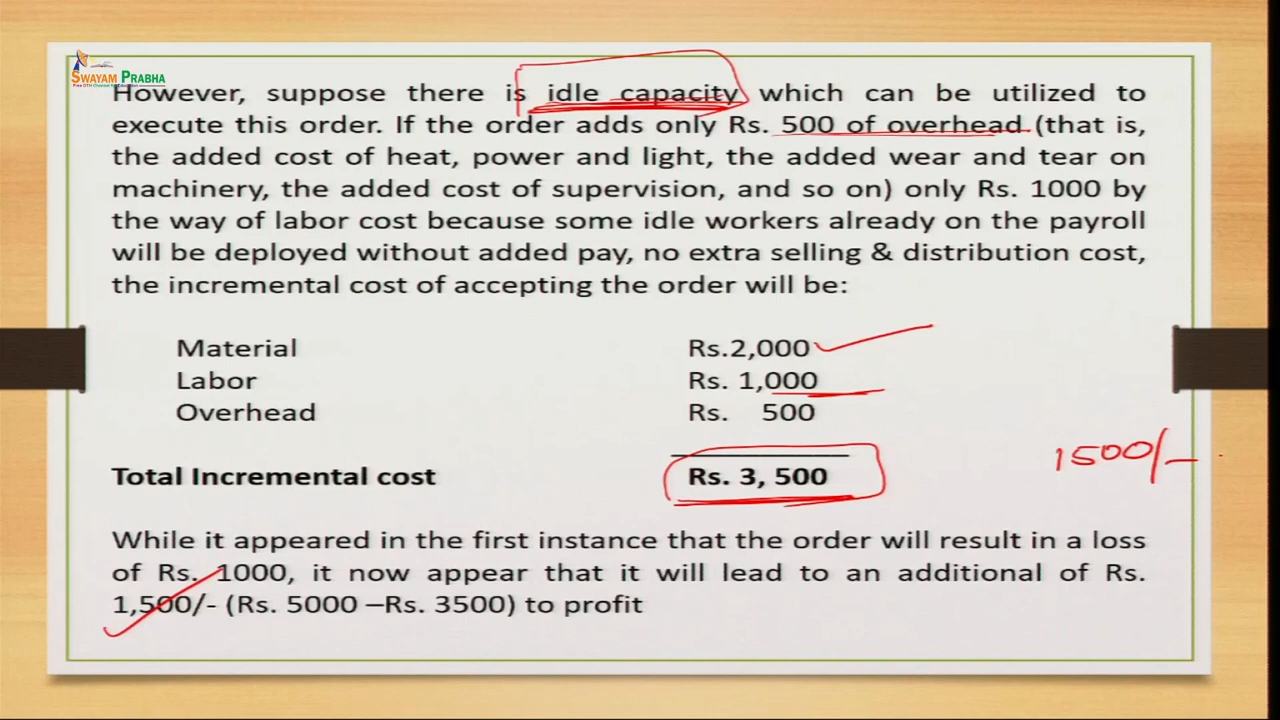 SWAYAM PRABHA
However, suppose there is idle capacity which can be utilized to
execute this order. If the order adds only Rs. 500 of overhead (that is,
the added cost of heat, power and light, the added wear and tear on
machinery, the added cost of supervision, and so on) only Rs. 1000 by
the way of labor cost because some idle workers already on the payroll
will be deployed without added pay, no extra selling & distribution cost,
the incremental cost of accepting the order will be:
Material Rs.2,000
Labor Rs. 1,000
Overhead Rs. 500
1500/-
Total Incremental cost Rs. 3, 500
While it appeared in the first instance that the order will result in a loss
of Rs. 1000, it now appear that it will lead to an additional of Rs.
1,500/- (Rs. 5000 –Rs. 3500) to profit